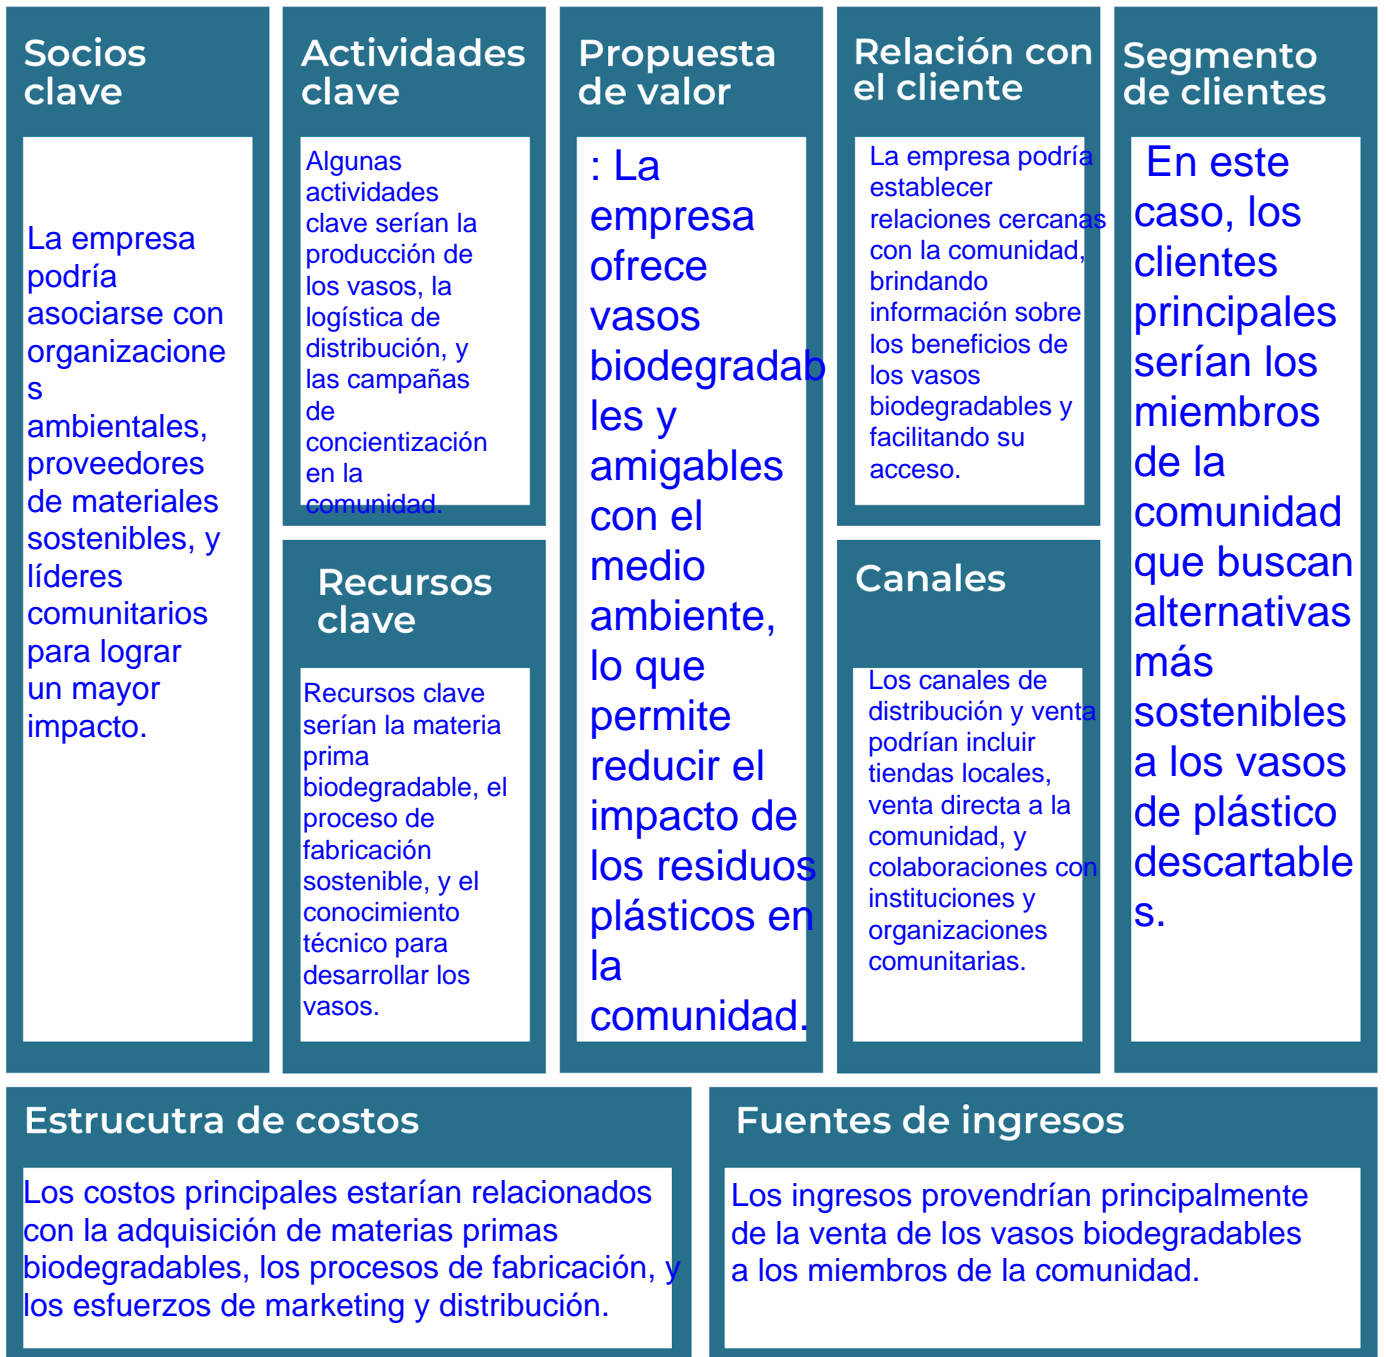 Socios
clave
La empresa
podría
asociarse con
organizacione
s
ambientales,
proveedores
de materiales
sostenibles, y
líderes
comunitarios
para lograr
un mayor
impacto.
Actividades
clave
Algunas
actividades
clave serían la
producción de
los vasos, la
logística de
distribución, y
las campañas
de
concientización
en la
comunidad.
Recursos
clave
Recursos clave
serían la materia
prima
biodegradable, el
proceso de
fabricación
sostenible, y el
conocimiento
técnico para
desarrollar los
vasos.
Propuesta
de valor
: La
empresa
ofrece
vasos
biodegradab
les y
amigables
con el
medio
ambiente,
lo que
permite
reducir el
impacto de
los residuos
plásticos en
la
comunidad.
Relación con
el cliente
La empresa podría
establecer
relaciones cercanas
con la comunidad,
brindando
información sobre
los beneficios de
los vasos
biodegradables y
facilitando su
acceso.
Canales
Los canales de
distribución y venta
podrían incluir
tiendas locales,
venta directa a la
comunidad, y
colaboraciones con
instituciones y
organizaciones
comunitarias.
Segmento
de clientes
En este
caso, los
clientes
principales
serían los
miembros
de la
comunidad
que buscan
alternativas
más
sostenibles
a los vasos
de plástico
descartable
s.
Estrucutra de costos
Los costos principales estarían relacionados
con la adquisición de materias primas
biodegradables, los procesos de fabricación, y
los esfuerzos de marketing y distribución.
Fuentes de ingresos
Los ingresos provendrían principalmente
de la venta de los vasos biodegradables
a los miembros de la comunidad.